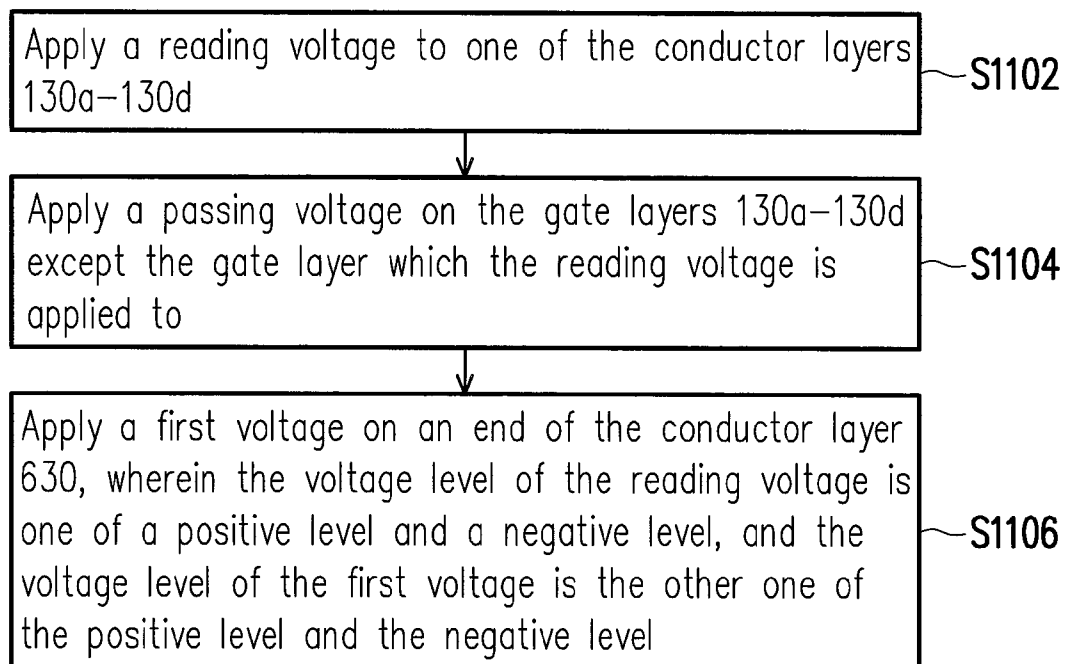 Apply a reading voltage to one of the conductor layers
130a-130d
S1102
Apply a passing voltage on the gate layers 130a-130d
except the gate layer which the reading voltage is
applied to
S1104
Apply a first voltage on an end of the conductor layer
630, wherein the voltage level of the reading voltage is
one of a positive level and a negative level, and the
voltage level of the first voltage is the other one of
the positive level and the negative level
S1106